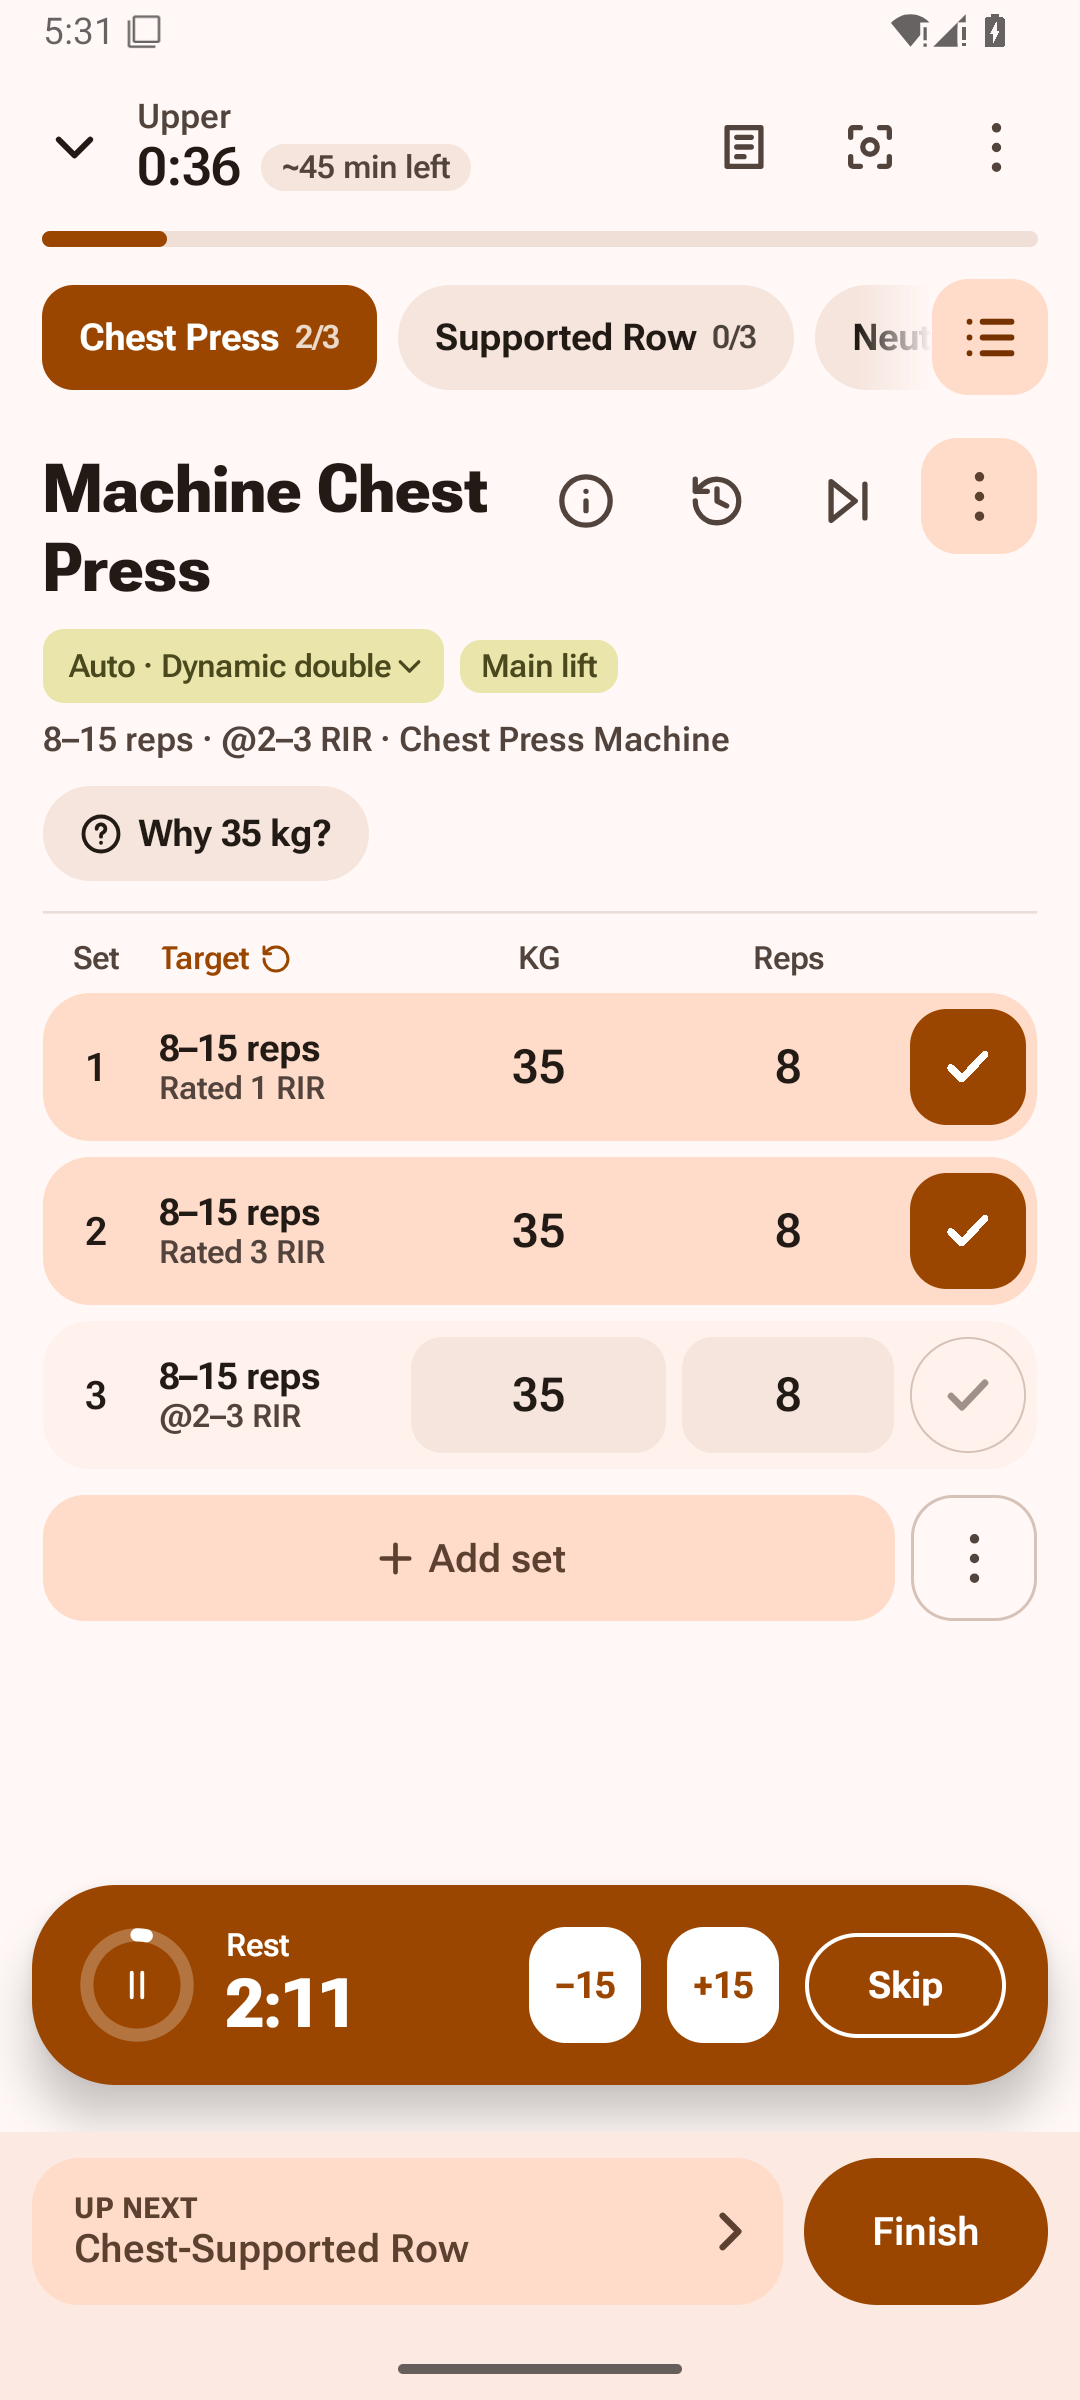 5:31
Upper
0:36
~45 min left
Chest Press 2/3
Supported Row 0/3
Neut
Machine Chest
Press
Auto · Dynamic double
Main lift
8–15 reps · @2–3 RIR · Chest Press Machine
Why 35 kg?
Set Target KG Reps
1 8–15 reps 35 8
Rated 1 RIR
2 8–15 reps 35 8
Rated 3 RIR
3 8–15 reps 35 8
@2–3 RIR
+ Add set
Rest
2:11
–15
+15
Skip
UP NEXT
Chest-Supported Row
Finish